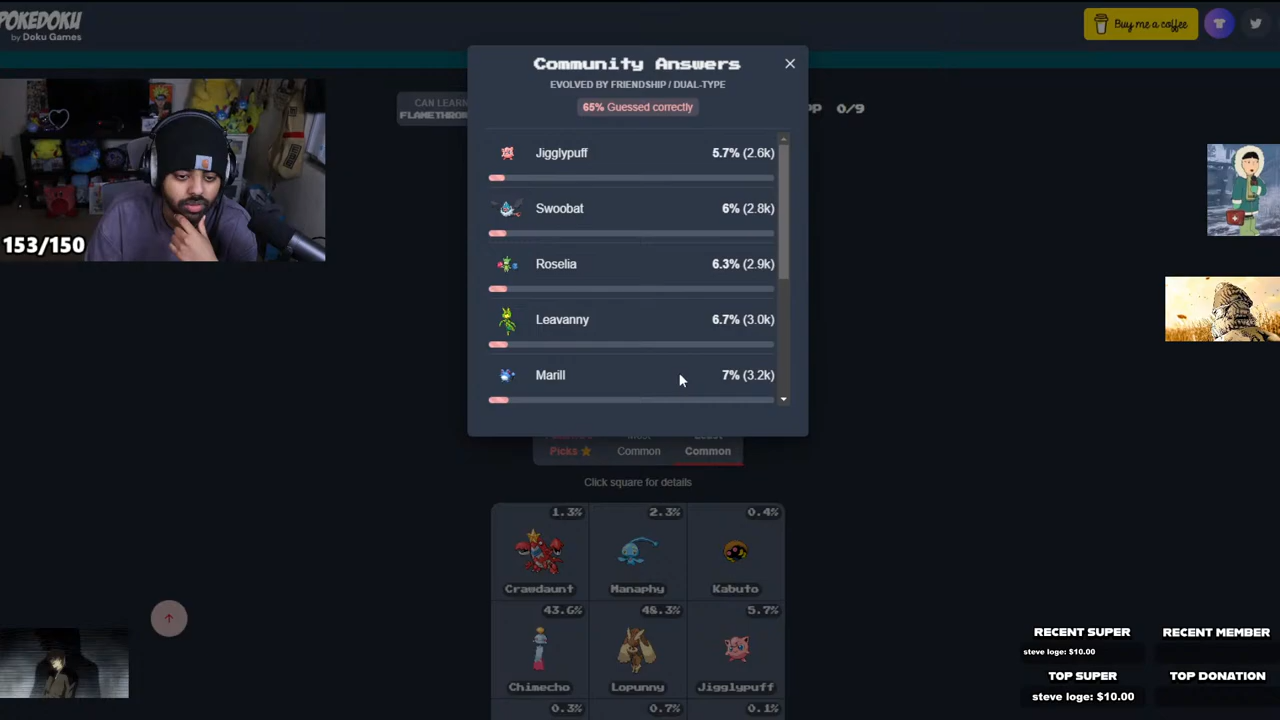 POKEDOKU
by Doku Games
Buy me a coffee
Community Answers
EVOLVED BY FRIENDSHIP / DUAL-TYPE
65% Guessed correctly
CAN LEARN
FLAMETHROW
0/9
Jigglypuff 5.7% (2.6k)
Swoobat 6% (2.8k)
Roselia 6.3% (2.9k)
Leavanny 6.7% (3.0k)
Marill 7% (3.2k)
153/150
Picks Common Common
Click square for details
1.3% 2.3% 0.4%
Crawdaunt Manaphy Kabuto
43.6% 48.3% 5.7%
Chimecho Lopunny Jigglypuff
0.3% 0.7% 0.1%
RECENT SUPER RECENT MEMBER
steve loge: $10.00
TOP SUPER TOP DONATION
steve loge: $10.00